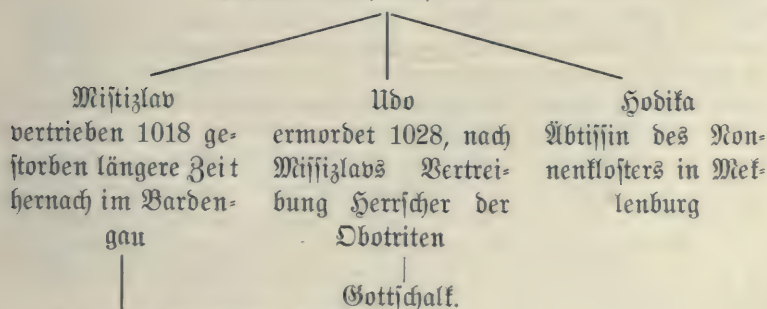 Mistizlav
vertrieben 1018 ge-
storben längere Zeit
hernach im Barden-
gau
Udo
ermordet 1028, nach
Missizlavs Vertrei-
bung Herrscher der
Obotriten
Gottschalk.
Hodika
Äbtissin des Non-
nenklosters in Mek-
lenburg